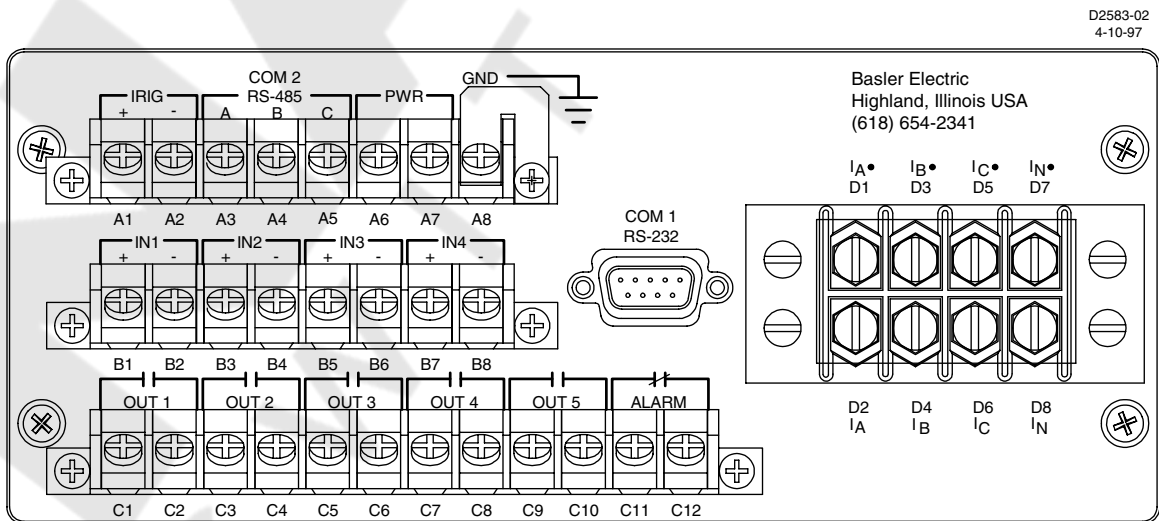 D2583-02
4-10-97
COM 2
RS-485
IRIG
PWR
GND
+ - A B C
A1 A2 A3 A4 A5 A6 A7 A8
IN1 IN2 IN3 IN4
+ - + - + - + -
B1 B2 B3 B4 B5 B6 B7 B8
OUT 1 OUT 2 OUT 3 OUT 4 OUT 5 ALARM
C1 C2 C3 C4 C5 C6 C7 C8 C9 C10 C11 C12
COM 1
RS-232
Basler Electric
Highland, Illinois USA
(618) 654-2341
IA• IB• IC• IN•
D1 D3 D5 D7
D2 D4 D6 D8
IA IB IC IN